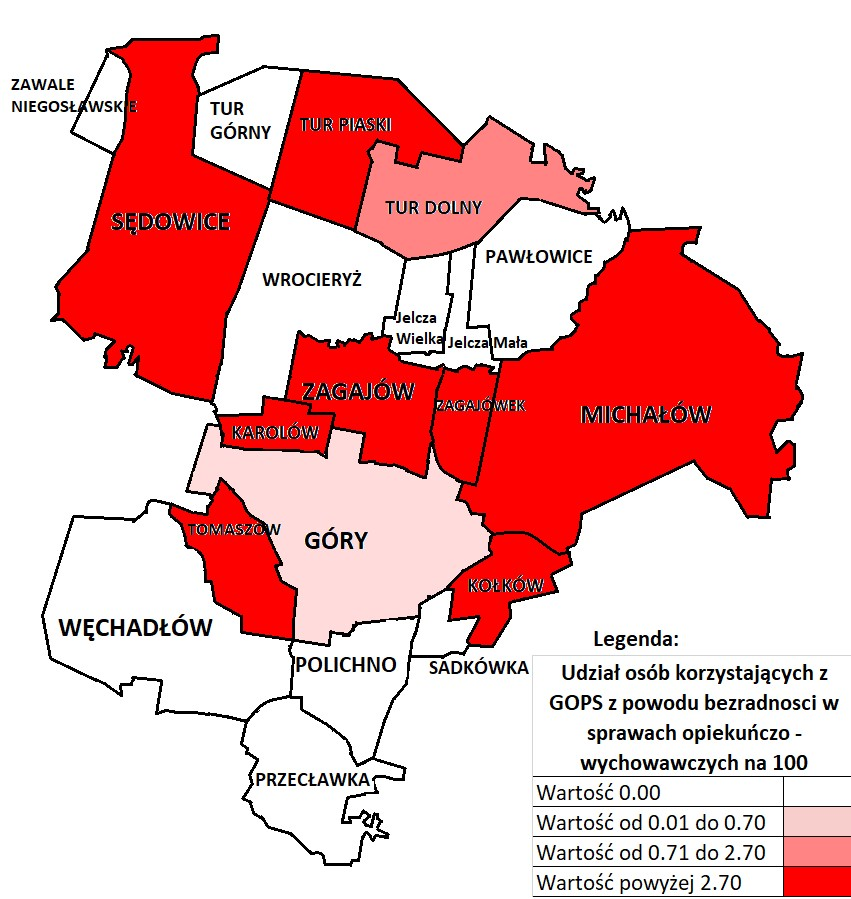 ZAWALE
NIEGOSŁAWSKIE
TUR
GÓRNY
TUR PIASKI
TUR DOLNY
SĘDOWICE
PAWŁOWICE
WROCIERYŻ
Jelcza
Wielka
Jelcza Mała
ZAGAJÓW
ZAGAJÓWEK
MICHAŁÓW
KAROLÓW
TOMASZÓW
GÓRY
KOŁKÓW
WĘCHADŁÓW
POLICHNO
SADKÓWKA
PRZECŁAWKA
Legenda:
Udział osób korzystających z
GOPS z powodu bezradnosci w
sprawach opiekuńczo -
wychowawczych na 100
Wartość 0.00
Wartość od 0.01 do 0.70
Wartość od 0.71 do 2.70
Wartość powyżej 2.70